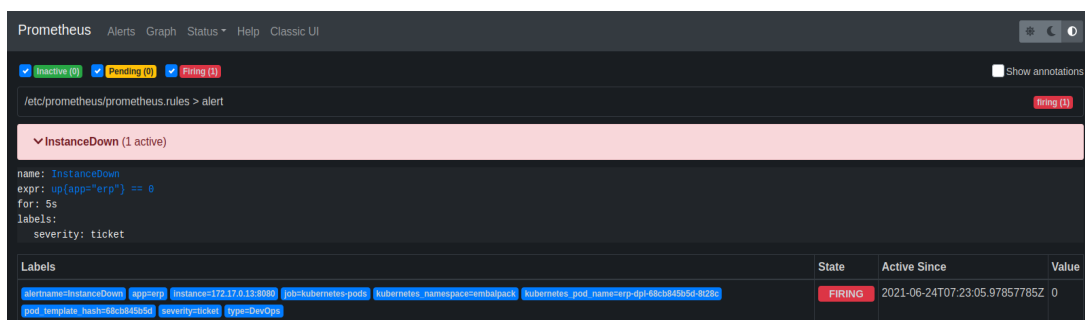 Prometheus Alerts Graph Status Help Classic UI
Inactive (0) Pending (0) Firing (1) Show annotations
/etc/prometheus/prometheus.rules > alert firing (1)
InstanceDown (1 active)
name: InstanceDown
expr: up{app="erp"} == 0
for: 5s
labels:
severity: ticket
Labels State Active Since Value
alertname=InstanceDown app=erp instance=172.17.0.13:8080 job=kubernetes-pods kubernetes_namespace=embalpack kubernetes_pod_name=erp-dpl-68cb845b5d-8t28c FIRING 2021-06-24T07:23:05.97857785Z 0
pod_template_hash=68cb845b5d severity=ticket type=DevOps